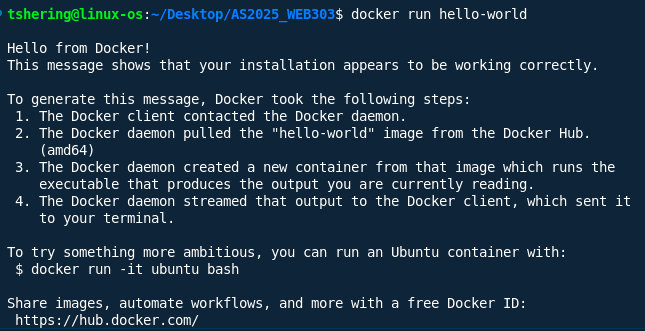 tshering@linux-os:~/Desktop/AS2025_WEB303$ docker run hello-world
Hello from Docker!
This message shows that your installation appears to be working correctly.
To generate this message, Docker took the following steps:
1. The Docker client contacted the Docker daemon.
2. The Docker daemon pulled the "hello-world" image from the Docker Hub.
(amd64)
3. The Docker daemon created a new container from that image which runs the
executable that produces the output you are currently reading.
4. The Docker daemon streamed that output to the Docker client, which sent it
to your terminal.
To try something more ambitious, you can run an Ubuntu container with:
$ docker run -it ubuntu bash
Share images, automate workflows, and more with a free Docker ID:
https://hub.docker.com/